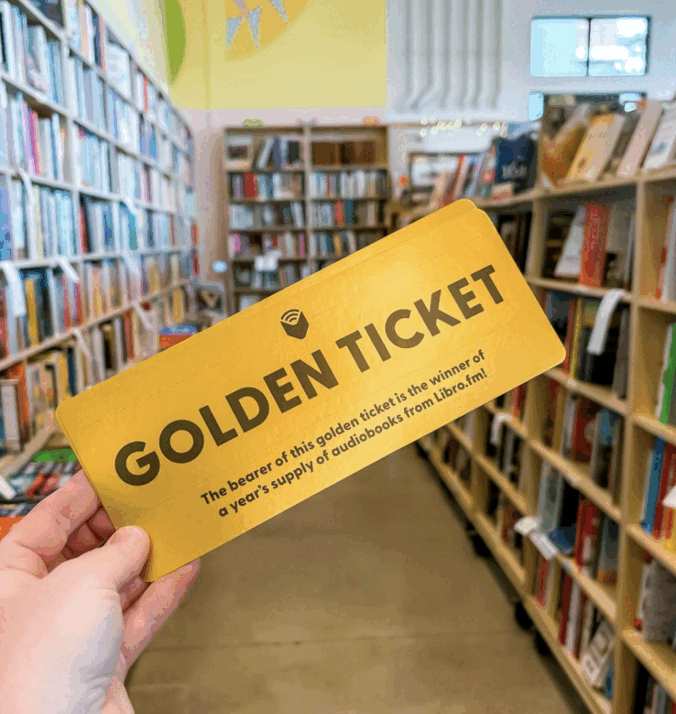 GOLDEN TICKET
The bearer of this golden ticket is the winner of
a year's supply of audiobooks from Libro.fm!